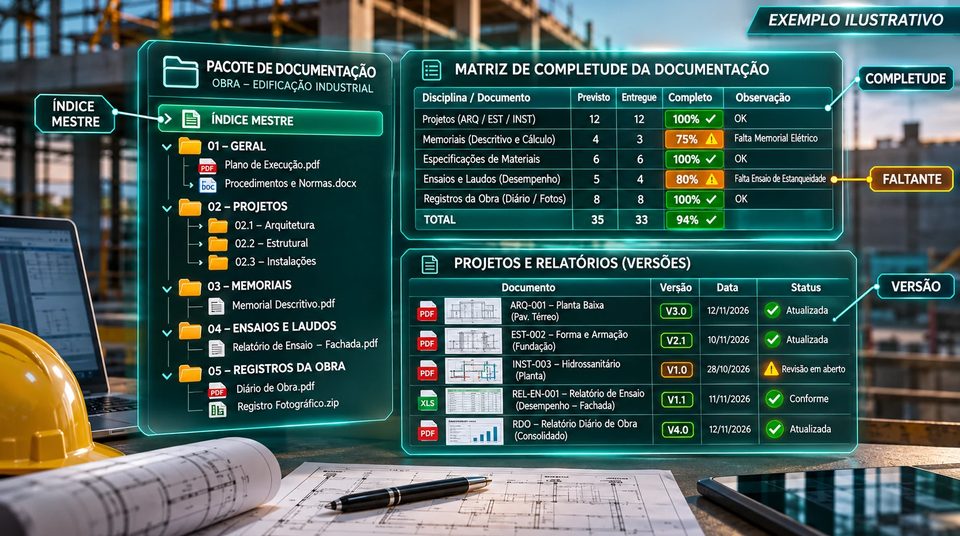 EXEMPLO ILUSTRATIVO
ÍNDICE
MESTRE
PACOTE DE DOCUMENTAÇÃO
OBRA – EDIFICAÇÃO INDUSTRIAL
ÍNDICE MESTRE
01 – GERAL
PDF Plano de Execução.pdf
DOC Procedimentos e Normas.docx
02 – PROJETOS
02.1 – Arquitetura
02.2 – Estrutural
02.3 – Instalações
03 – MEMORIAIS
Memorial Descritivo.pdf
04 – ENSAIOS E LAUDOS
Relatório de Ensaio – Fachada.pdf
05 – REGISTROS DA OBRA
PDF Diário de Obra.pdf
Registro Fotográfico.zip
MATRIZ DE COMPLETUDE DA DOCUMENTAÇÃO
Disciplina / Documento Previsto Entregue Completo Observação
Projetos (ARQ / EST / INST) 12 12 100% OK
Memoriais (Descritivo e Cálculo) 4 3 75% Falta Memorial Elétrico
Especificações de Materiais 6 6 100% OK
Ensaios e Laudos (Desempenho) 5 4 80% Falta Ensaio de Estanqueidade
Registros da Obra (Diário / Fotos) 8 8 100% OK
TOTAL 35 33 94%
COMPLETUDE
FALTANTE
PROJETOS E RELATÓRIOS (VERSÕES)
Documento Versão Data Status
PDF ARQ-001 – Planta Baixa
(Pav. Térreo) V3.0 12/11/2026 Atualizada
PDF EST-002 – Forma e Armação
(Fundação) V2.1 10/11/2026 Atualizada
PDF INST-003 – Hidrossanitário
(Planta) V1.0 28/10/2026 Revisão em aberto
XLS REL-EN-001 – Relatório de Ensaio
(Desempenho – Fachada) V1.1 11/11/2026 Conforme
PDF RDO – Relatório Diário de Obra
(Consolidado) V4.0 12/11/2026 Atualizada
VERSÃO